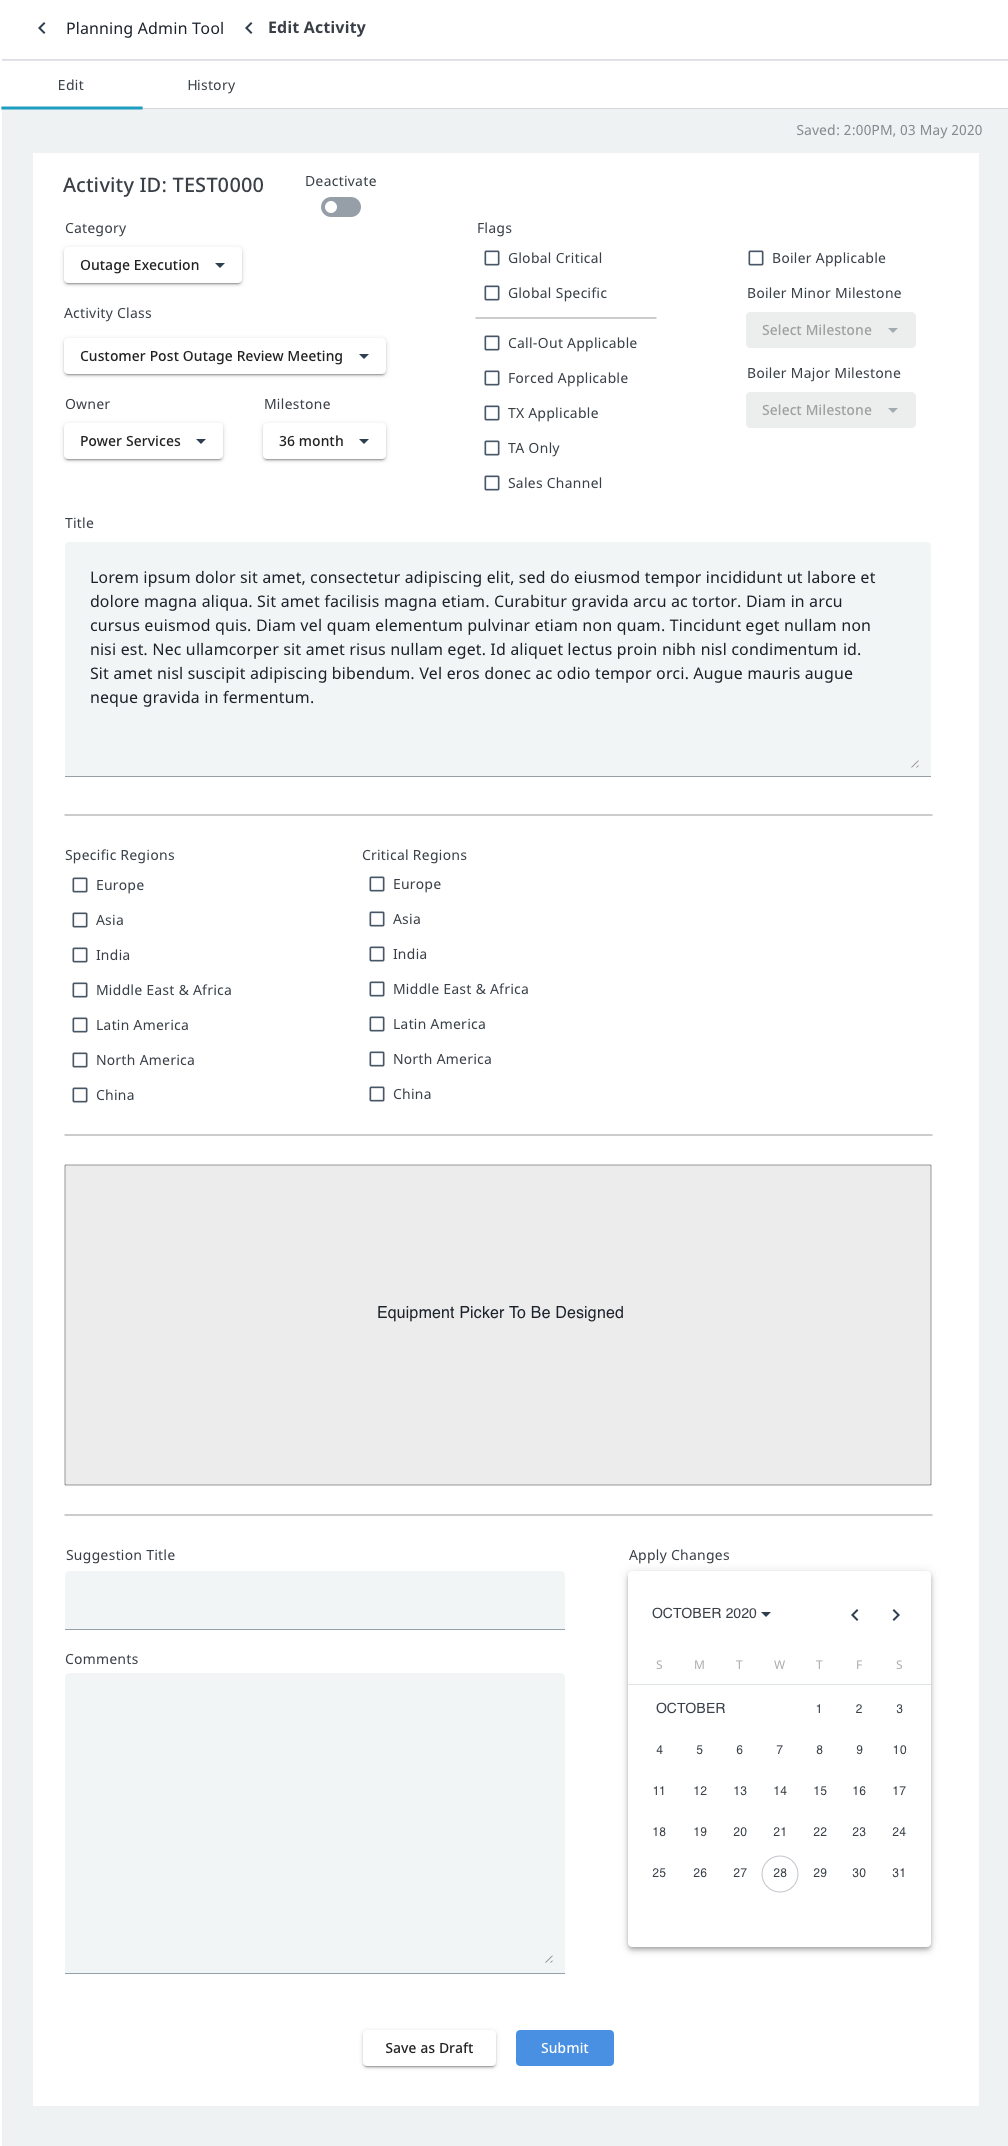 Planning Admin Tool
Edit Activity
Edit
History
Saved: 2:00PM, 03 May 2020
Activity ID: TEST0000
Deactivate
Category
Outage Execution
Activity Class
Customer Post Outage Review Meeting
Owner
Milestone
Power Services
36 month
Flags
Global Critical
Global Specific
Call-Out Applicable
Forced Applicable
TX Applicable
TA Only
Sales Channel
Boiler Applicable
Boiler Minor Milestone
Select Milestone
Boiler Major Milestone
Select Milestone
Title
Lorem ipsum dolor sit amet, consectetur adipiscing elit, sed do eiusmod tempor incididunt ut labore et
dolore magna aliqua. Sit amet facilisis magna etiam. Curabitur gravida arcu ac tortor. Diam in arcu
cursus euismod quis. Diam vel quam elementum pulvinar etiam non quam. Tincidunt eget nullam non
nisi est. Nec ullamcorper sit amet risus nullam eget. Id aliquet lectus proin nibh nisl condimentum id.
Sit amet nisl suscipit adipiscing bibendum. Vel eros donec ac odio tempor orci. Augue mauris augue
neque gravida in fermentum.
Specific Regions
Europe
Asia
India
Middle East & Africa
Latin America
North America
China
Critical Regions
Europe
Asia
India
Middle East & Africa
Latin America
North America
China
Equipment Picker To Be Designed
Suggestion Title
Comments
Apply Changes
OCTOBER 2020
S M T W T F S
OCTOBER 1 2 3
4 5 6 7 8 9 10
11 12 13 14 15 16 17
18 19 20 21 22 23 24
25 26 27 28 29 30 31
Save as Draft
Submit